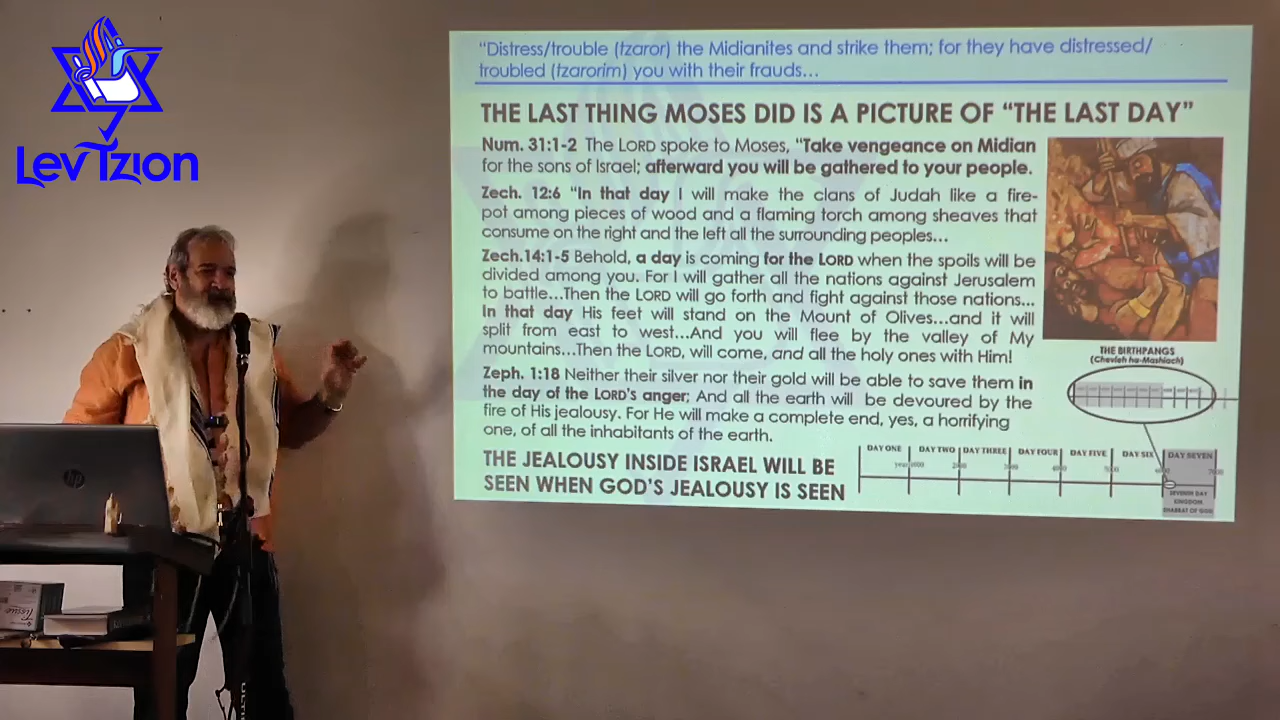 Lev Tzion
"Distress/trouble (tzaror) the Midianites and strike them; for they have distressed/
troubled (tzarorim) you with their frauds...
THE LAST THING MOSES DID IS A PICTURE OF "THE LAST DAY"
Num. 31:1-2 The LORD spoke to Moses, "Take vengeance on Midian
for the sons of Israel; afterward you will be gathered to your people.
Zech. 12:6 "In that day I will make the clans of Judah like a fire-
pot among pieces of wood and a flaming torch among sheaves that
consume on the right and the left all the surrounding peoples...
Zech.14:1-5 Behold, a day is coming for the LORD when the spoils will be
divided among you. For I will gather all the nations against Jerusalem
to battle...Then the LORD will go forth and fight against those nations...
In that day His feet will stand on the Mount of Olives...and it will
split from east to west...And you will flee by the valley of My
mountains...Then the LORD, will come, and all the holy ones with Him!
Zeph. 1:18 Neither their silver nor their gold will be able to save them in
the day of the LORD's anger; And all the earth will be devoured by the
fire of His jealousy. For He will make a complete end, yes, a horrifying
one, of all the inhabitants of the earth.
THE JEALOUSY INSIDE ISRAEL WILL BE
SEEN WHEN GOD'S JEALOUSY IS SEEN
THE BIRTHPANGS
(Chevleh ha-Mashiach)
DAY ONE DAY TWO DAY THREE DAY FOUR DAY FIVE DAY SIX DAY SEVEN
SEVENTH DAY
KINGDOM
SHABBAT OF GOD
hp
Tissue